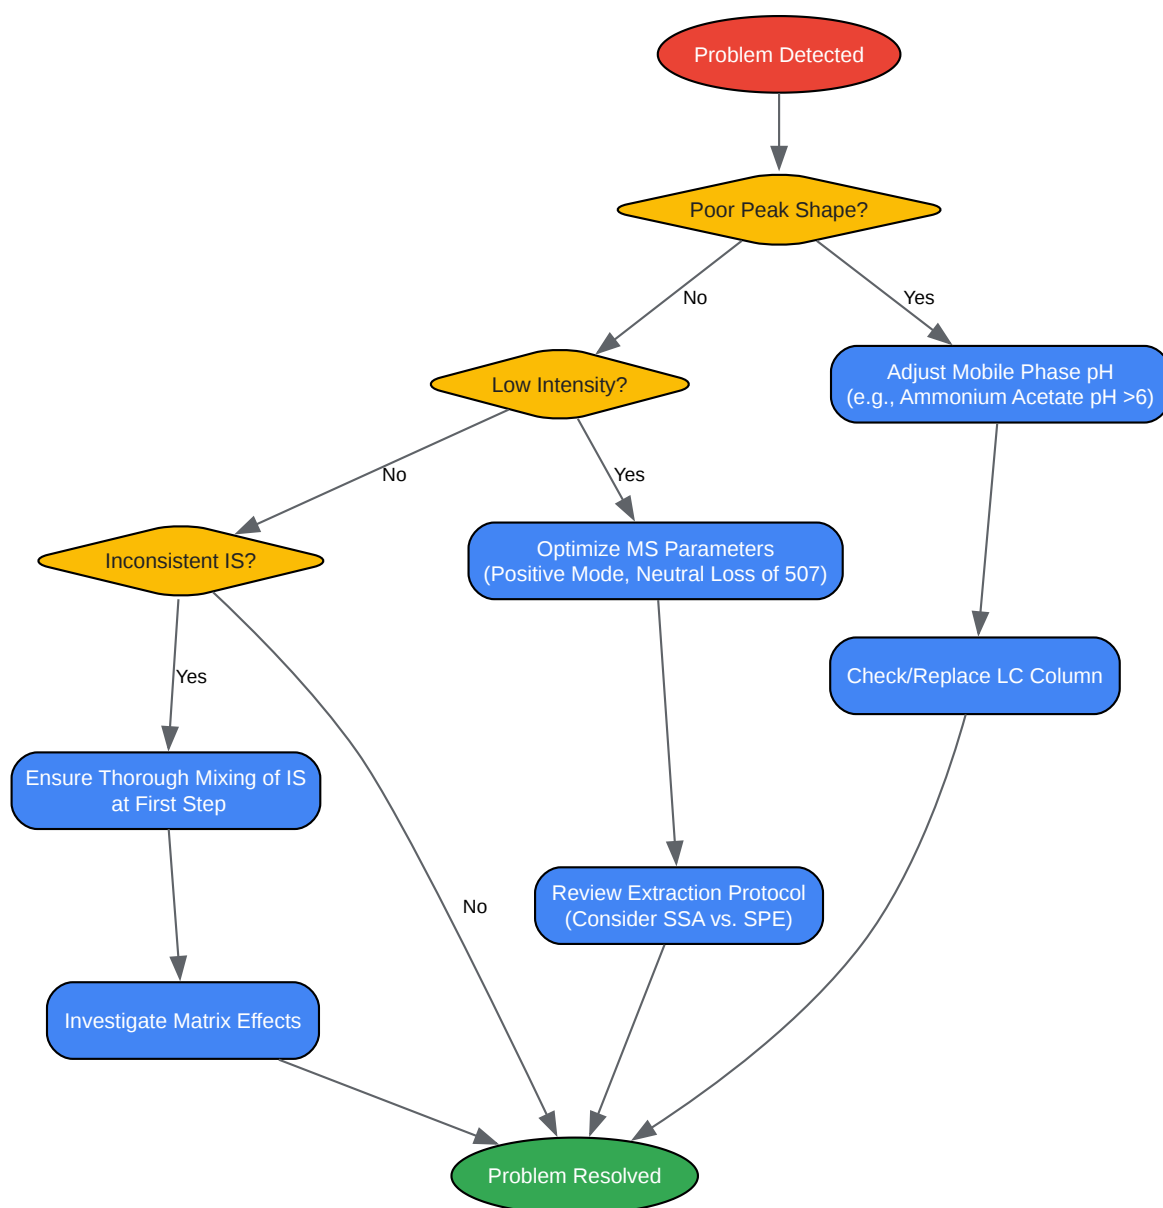 Problem Detected
Poor Peak Shape?
No
Yes
Low Intensity?
Adjust Mobile Phase pH
(e.g., Ammonium Acetate pH >6)
No
Yes
Inconsistent IS?
Optimize MS Parameters
(Positive Mode, Neutral Loss of 507)
Yes
Check/Replace LC Column
Ensure Thorough Mixing of IS
at First Step
No
Review Extraction Protocol
(Consider SSA vs. SPE)
Investigate Matrix Effects
Problem Resolved